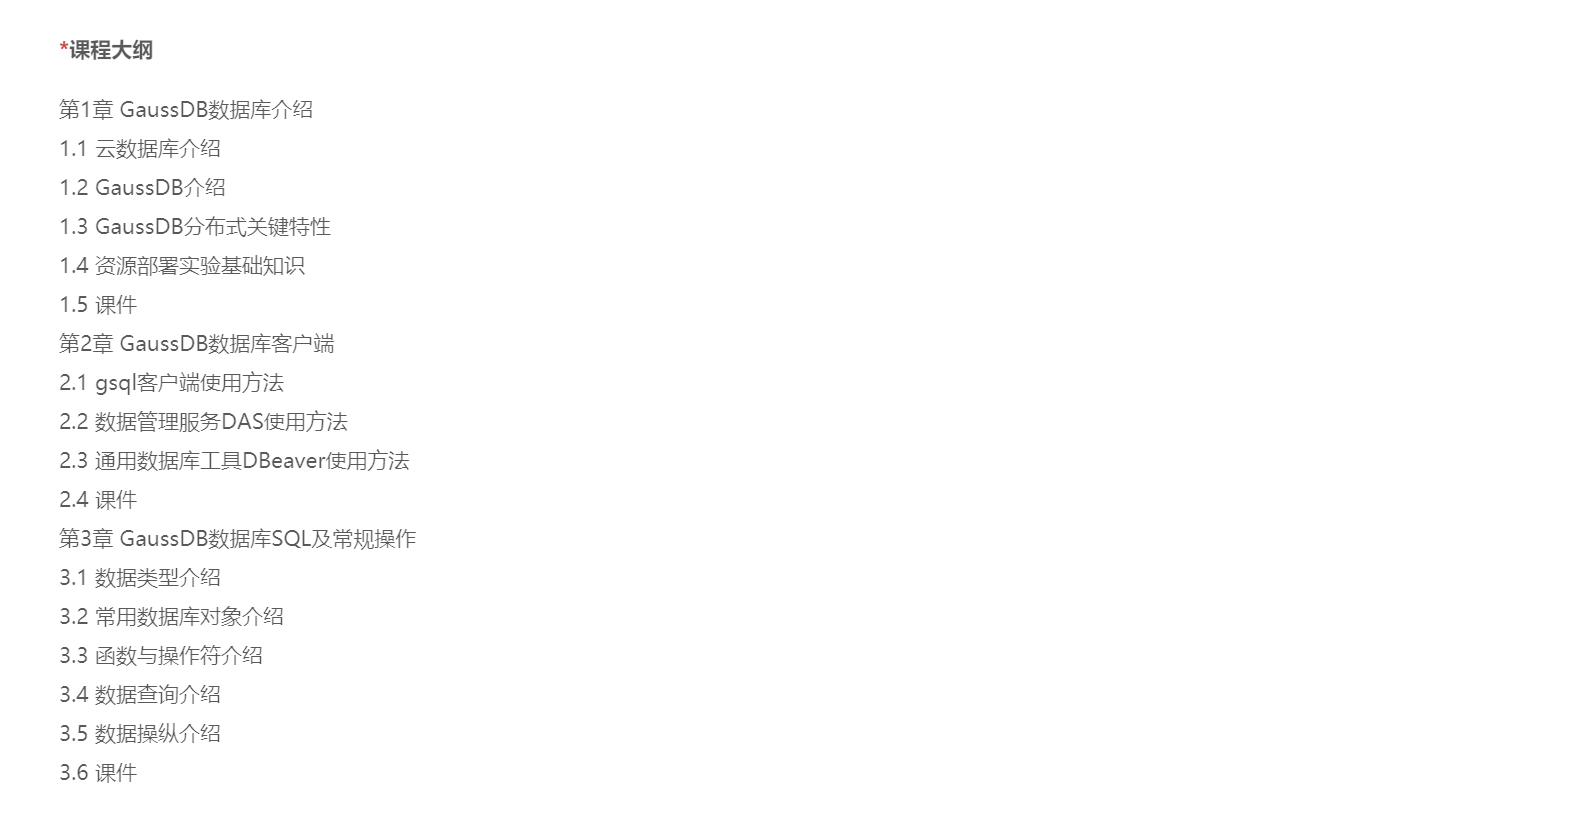 *课程大纲
第1章 GaussDB数据库介绍
1.1 云数据库介绍
1.2 GaussDB介绍
1.3 GaussDB分布式关键特性
1.4 资源部署实验基础知识
1.5 课件
第2章 GaussDB数据库客户端
2.1 gsql客户端使用方法
2.2 数据管理服务DAS使用方法
2.3 通用数据库工具DBeaver使用方法
2.4 课件
第3章 GaussDB数据库SQL及常规操作
3.1 数据类型介绍
3.2 常用数据库对象介绍
3.3 函数与操作符介绍
3.4 数据查询介绍
3.5 数据操纵介绍
3.6 课件